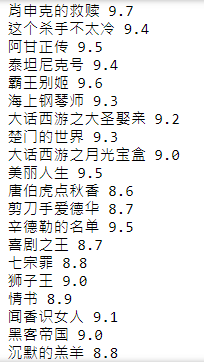 肖申克的救赎 9.7
这个杀手不太冷 9.4
阿甘正传 9.5
泰坦尼克号 9.4
霸王别姬 9.6
海上钢琴师 9.3
大话西游之大圣娶亲 9.2
楚门的世界 9.3
大话西游之月光宝盒 9.0
美丽人生 9.5
唐伯虎点秋香 8.6
剪刀手爱德华 8.7
辛德勒的名单 9.5
喜剧之王 8.7
七宗罪 8.8
狮子王 9.0
情书 8.9
闻香识女人 9.1
黑客帝国 9.0
沉默的羔羊 8.8